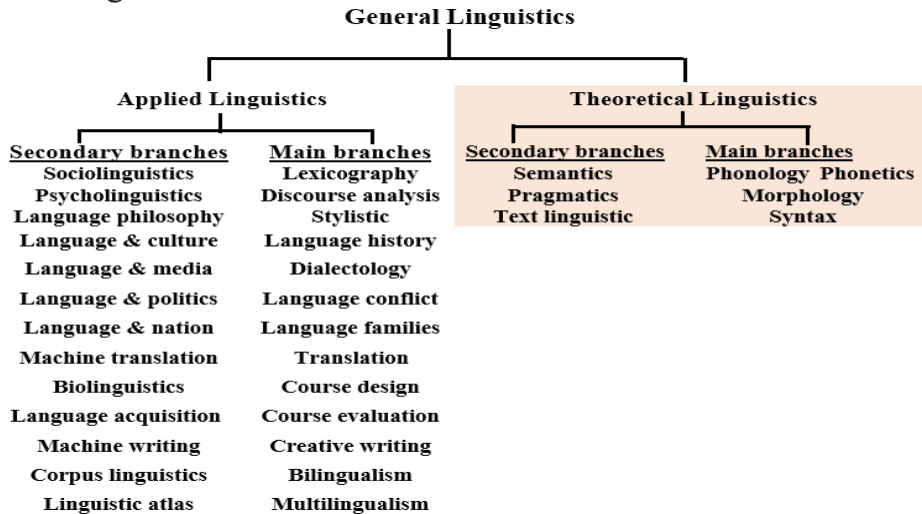 General Linguistics
Applied Linguistics
Theoretical Linguistics
Secondary branches
Sociolinguistics
Psycholinguistics
Language philosophy
Language & culture
Language & media
Language & politics
Language & nation
Machine translation
Biolinguistics
Language acquisition
Machine writing
Corpus linguistics
Linguistic atlas
Main branches
Lexicography
Discourse analysis
Stylistic
Language history
Dialectology
Language conflict
Language families
Translation
Course design
Course evaluation
Creative writing
Bilingualism
Multilingualism
Secondary branches
Semantics
Pragmatics
Text linguistic
Main branches
Phonology Phonetics
Morphology
Syntax